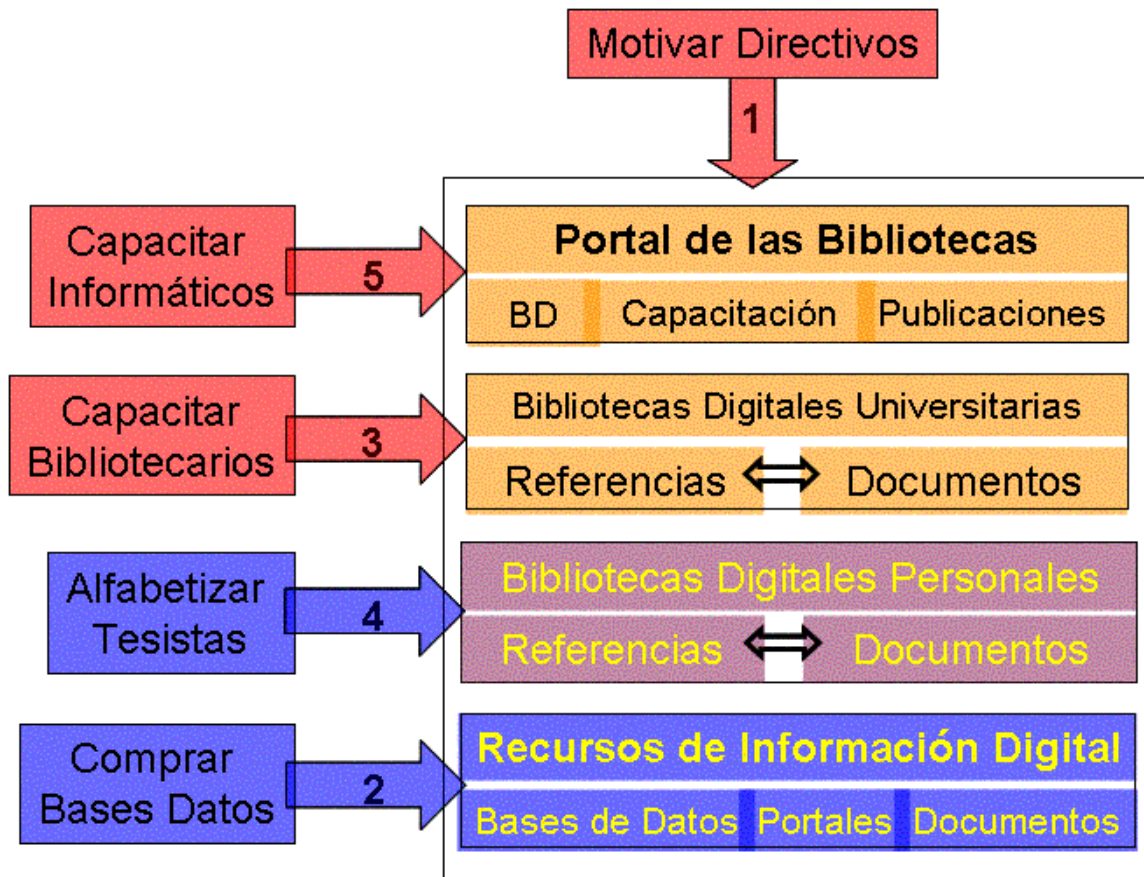 Motivar Directivos
1
Capacitar
Informáticos
5
Portal de las Bibliotecas
BD Capacitación Publicaciones
Capacitar
Bibliotecarios
3
Bibliotecas Digitales Universitarias
Referencias Documentos
Alfabetizar
Tesistas
4
Bibliotecas Digitales Personales
Referencias Documentos
Comprar
Bases Datos
2
Recursos de Información Digital
Bases de Datos Portales Documentos